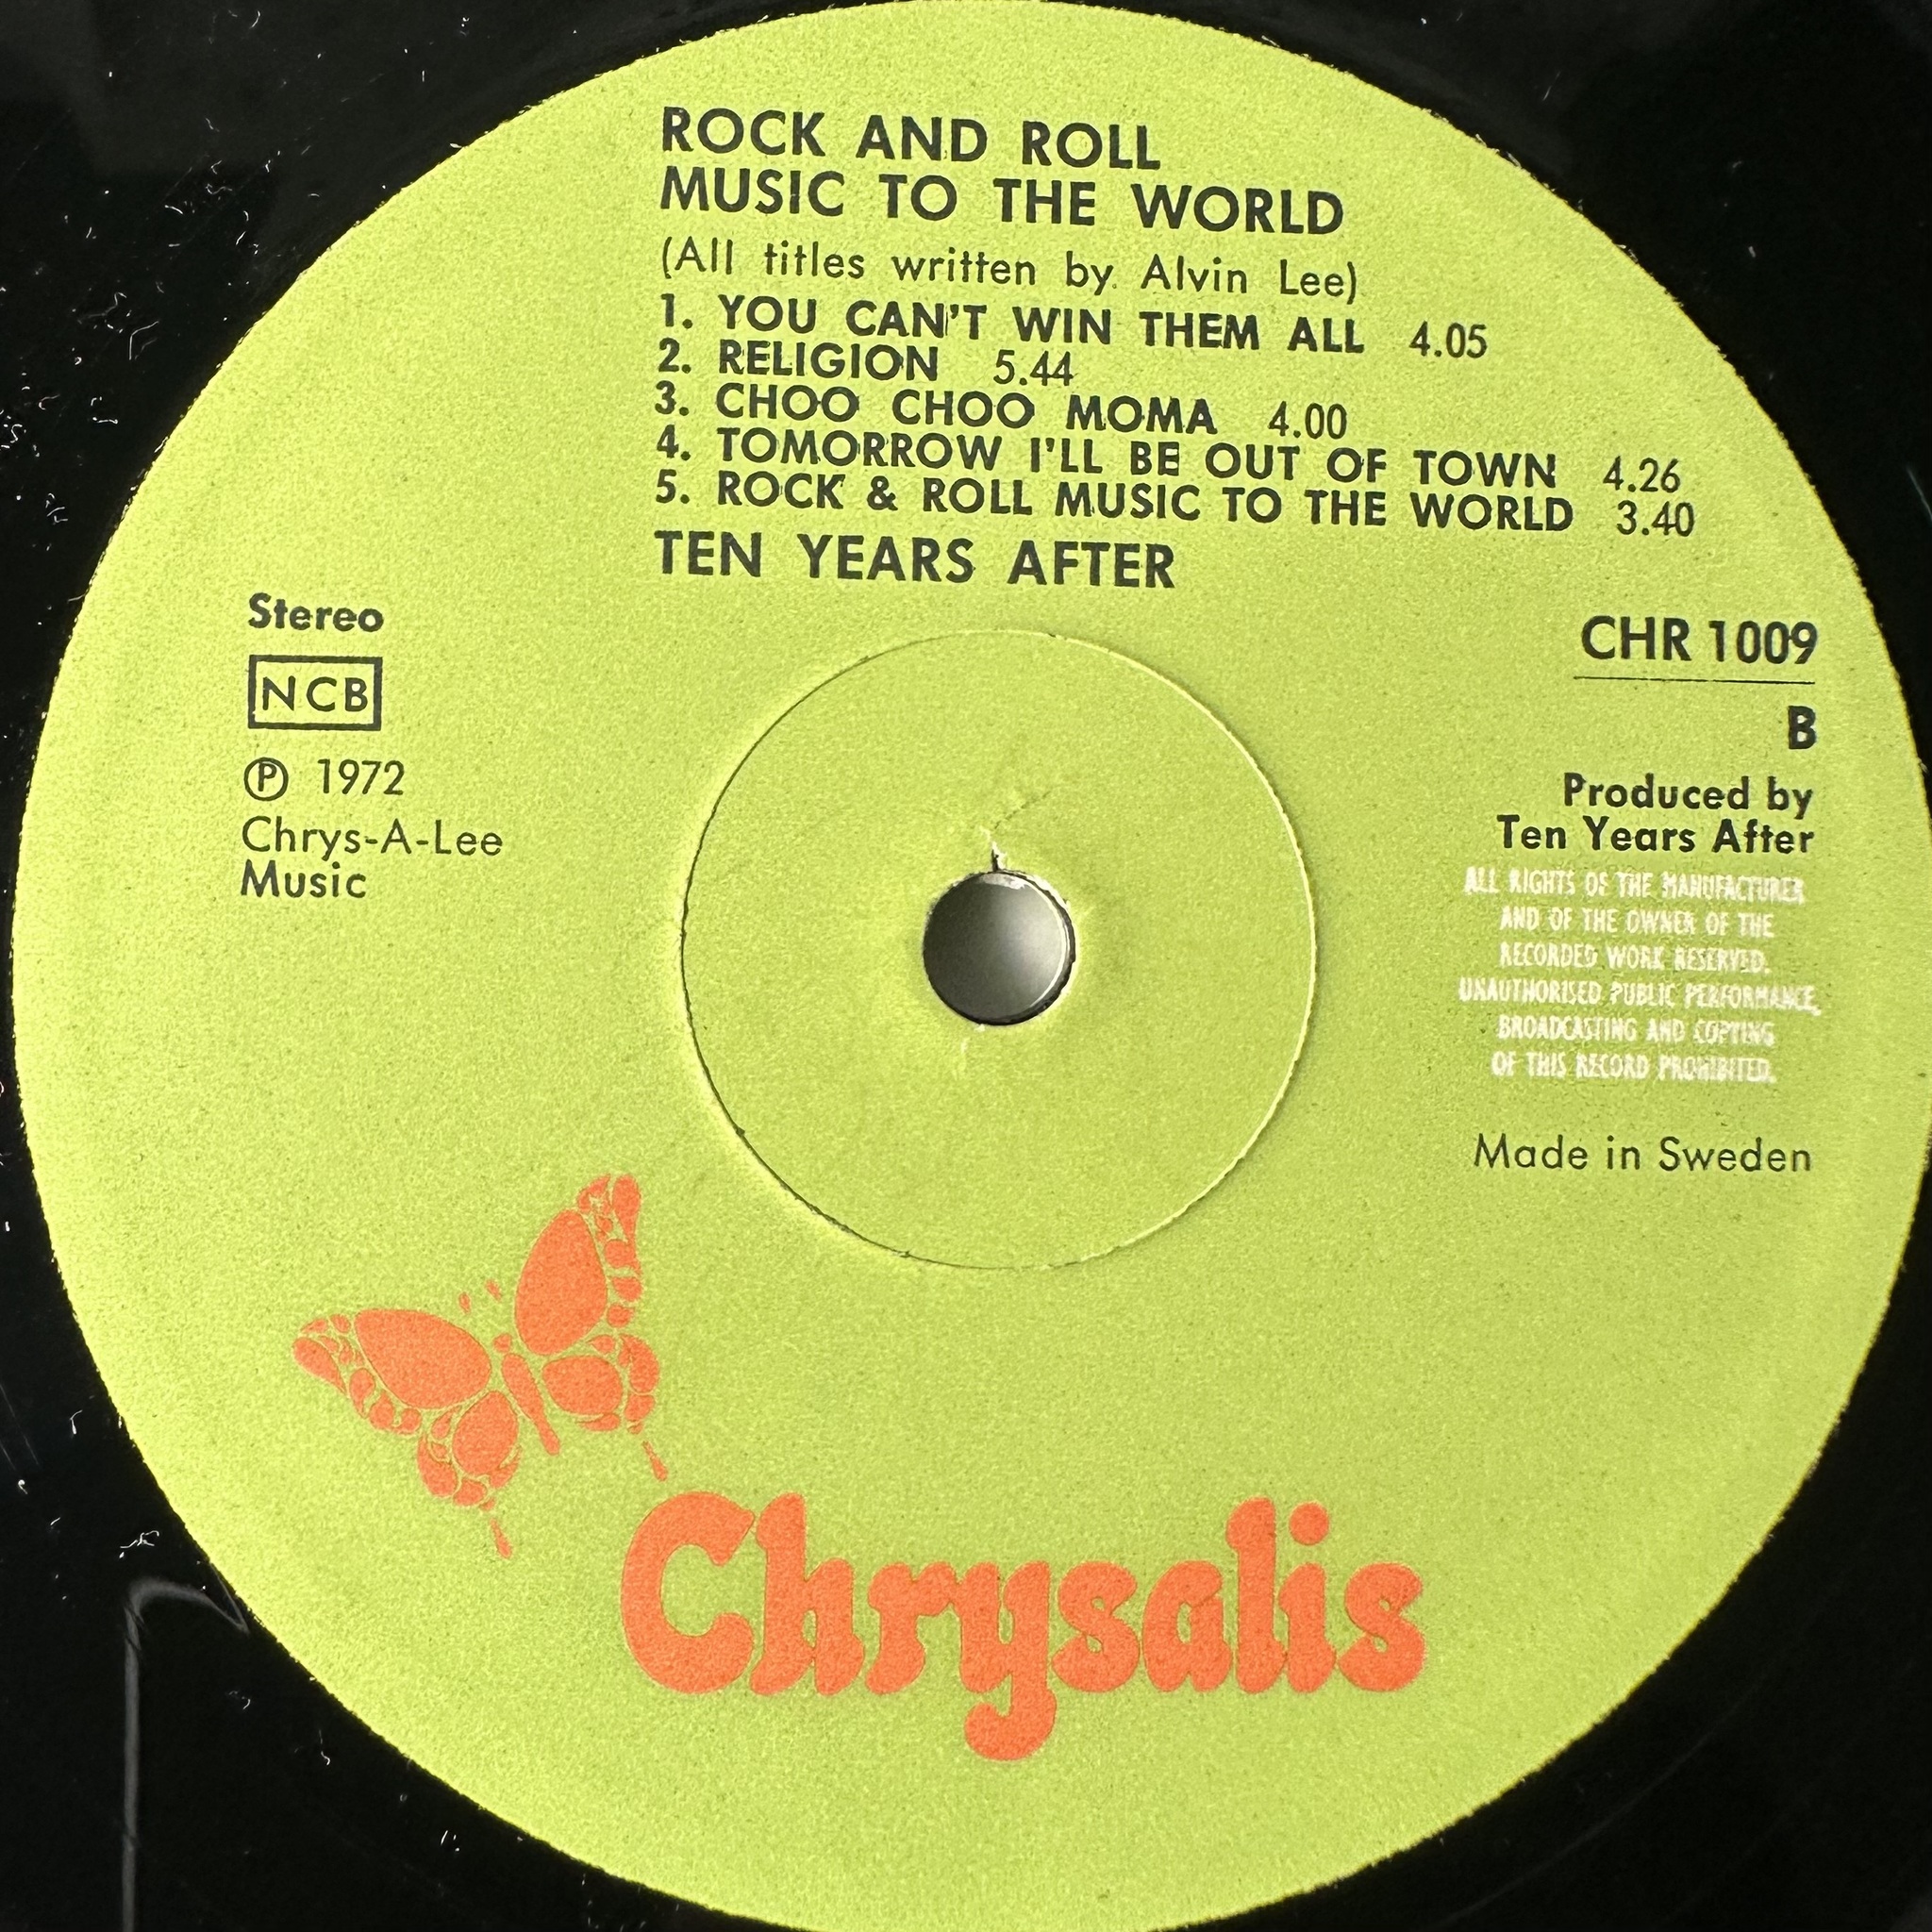 ROCK AND ROLL
MUSIC TO THE WORLD
(All titles written by Alvin Lee)
1. YOU CAN'T WIN THEM ALL 4.05
2. RELIGION 5.44
3. CHOO CHOO MOMA 4.00
4. TOMORROW I'LL BE OUT OF TOWN 4.26
5. ROCK & ROLL MUSIC TO THE WORLD 3.40
TEN YEARS AFTER
Stereo
NCB
℗ 1972
Chrys-A-Lee
Music
CHR 1009
B
Produced by
Ten Years After
ALL RIGHTS OF THE MANUFACTURER
AND OF THE OWNER OF THE
RECORDED WORK RESERVED.
UNAUTHORISED PUBLIC PERFORMANCE,
BROADCASTING AND COPYING
OF THIS RECORD PROHIBITED.
Made in Sweden
Chrysalis